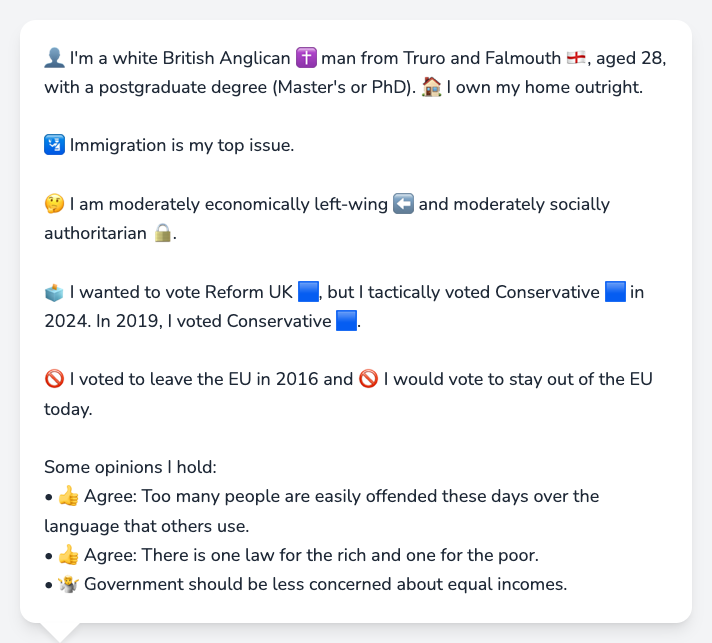 👤 I'm a white British Anglican ✝️ man from Truro and Falmouth 🏴󠁧󠁢󠁥󠁮󠁧󠁿, aged 28,
with a postgraduate degree (Master's or PhD). 🏠 I own my home outright.
🛂 Immigration is my top issue.
🤔 I am moderately economically left-wing ⬅️ and moderately socially
authoritarian 🔒.
🗳️ I wanted to vote Reform UK 🟦, but I tactically voted Conservative 🟦 in
2024. In 2019, I voted Conservative 🟦.
🚫 I voted to leave the EU in 2016 and 🚫 I would vote to stay out of the EU
today.
Some opinions I hold:
• 👍 Agree: Too many people are easily offended these days over the
language that others use.
• 👍 Agree: There is one law for the rich and one for the poor.
• 🤷 Government should be less concerned about equal incomes.